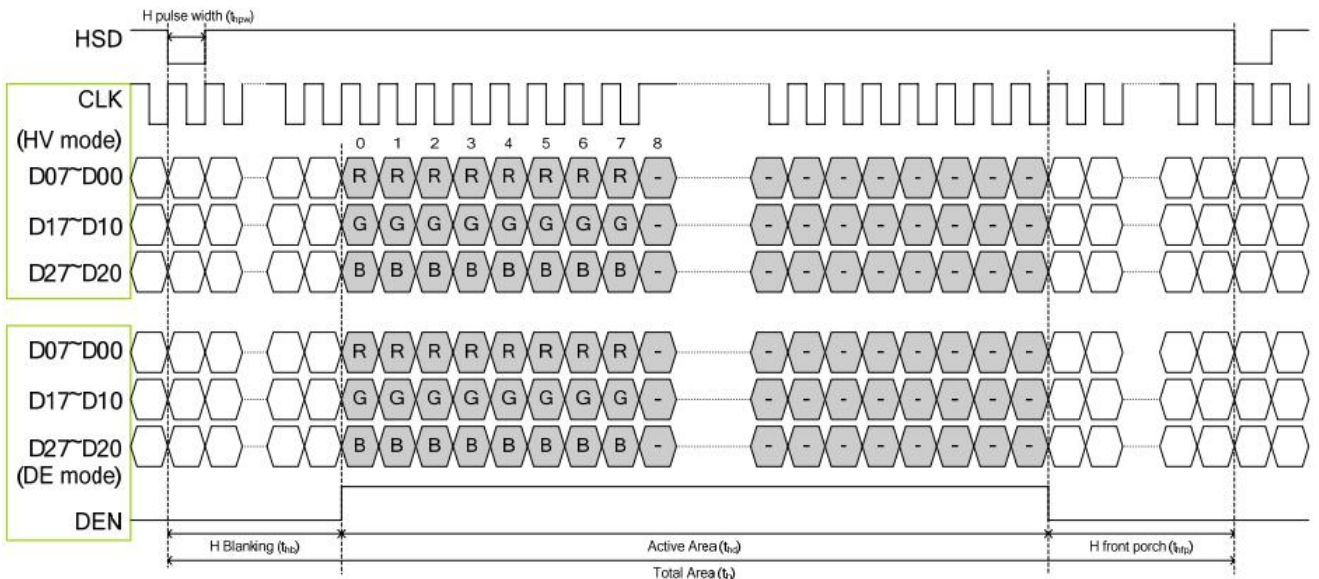 H pulse width (thpw)
HSD
CLK
(HV mode)
0 1 2 3 4 5 6 7 8
D07~D00 R R R R R R R R - - - - - - - - -
D17~D10 G G G G G G G G - - - - - - - - -
D27~D20 B B B B B B B B - - - - - - - - -
D07~D00 R R R R R R R R - - - - - - - - -
D17~D10 G G G G G G G G - - - - - - - - -
D27~D20 B B B B B B B B - - - - - - - - -
(DE mode)
DEN
H Blanking (thb) Active Area (thd) H front porch (thfp)
Total Area (th)